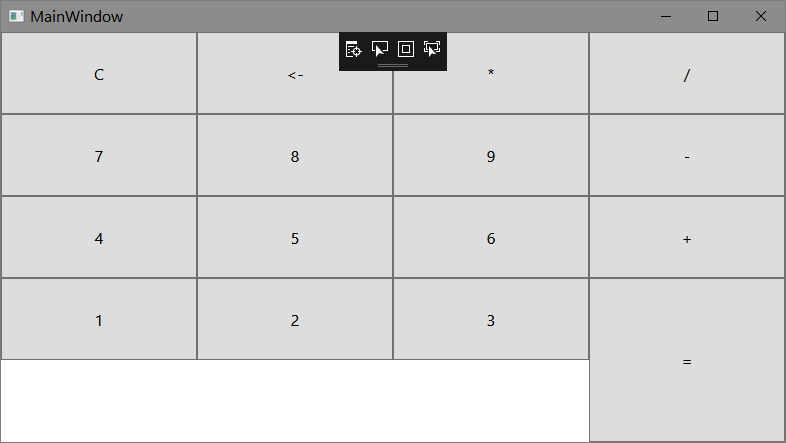 MainWindow
C <- * /
7 8 9 -
4 5 6 +
1 2 3
=